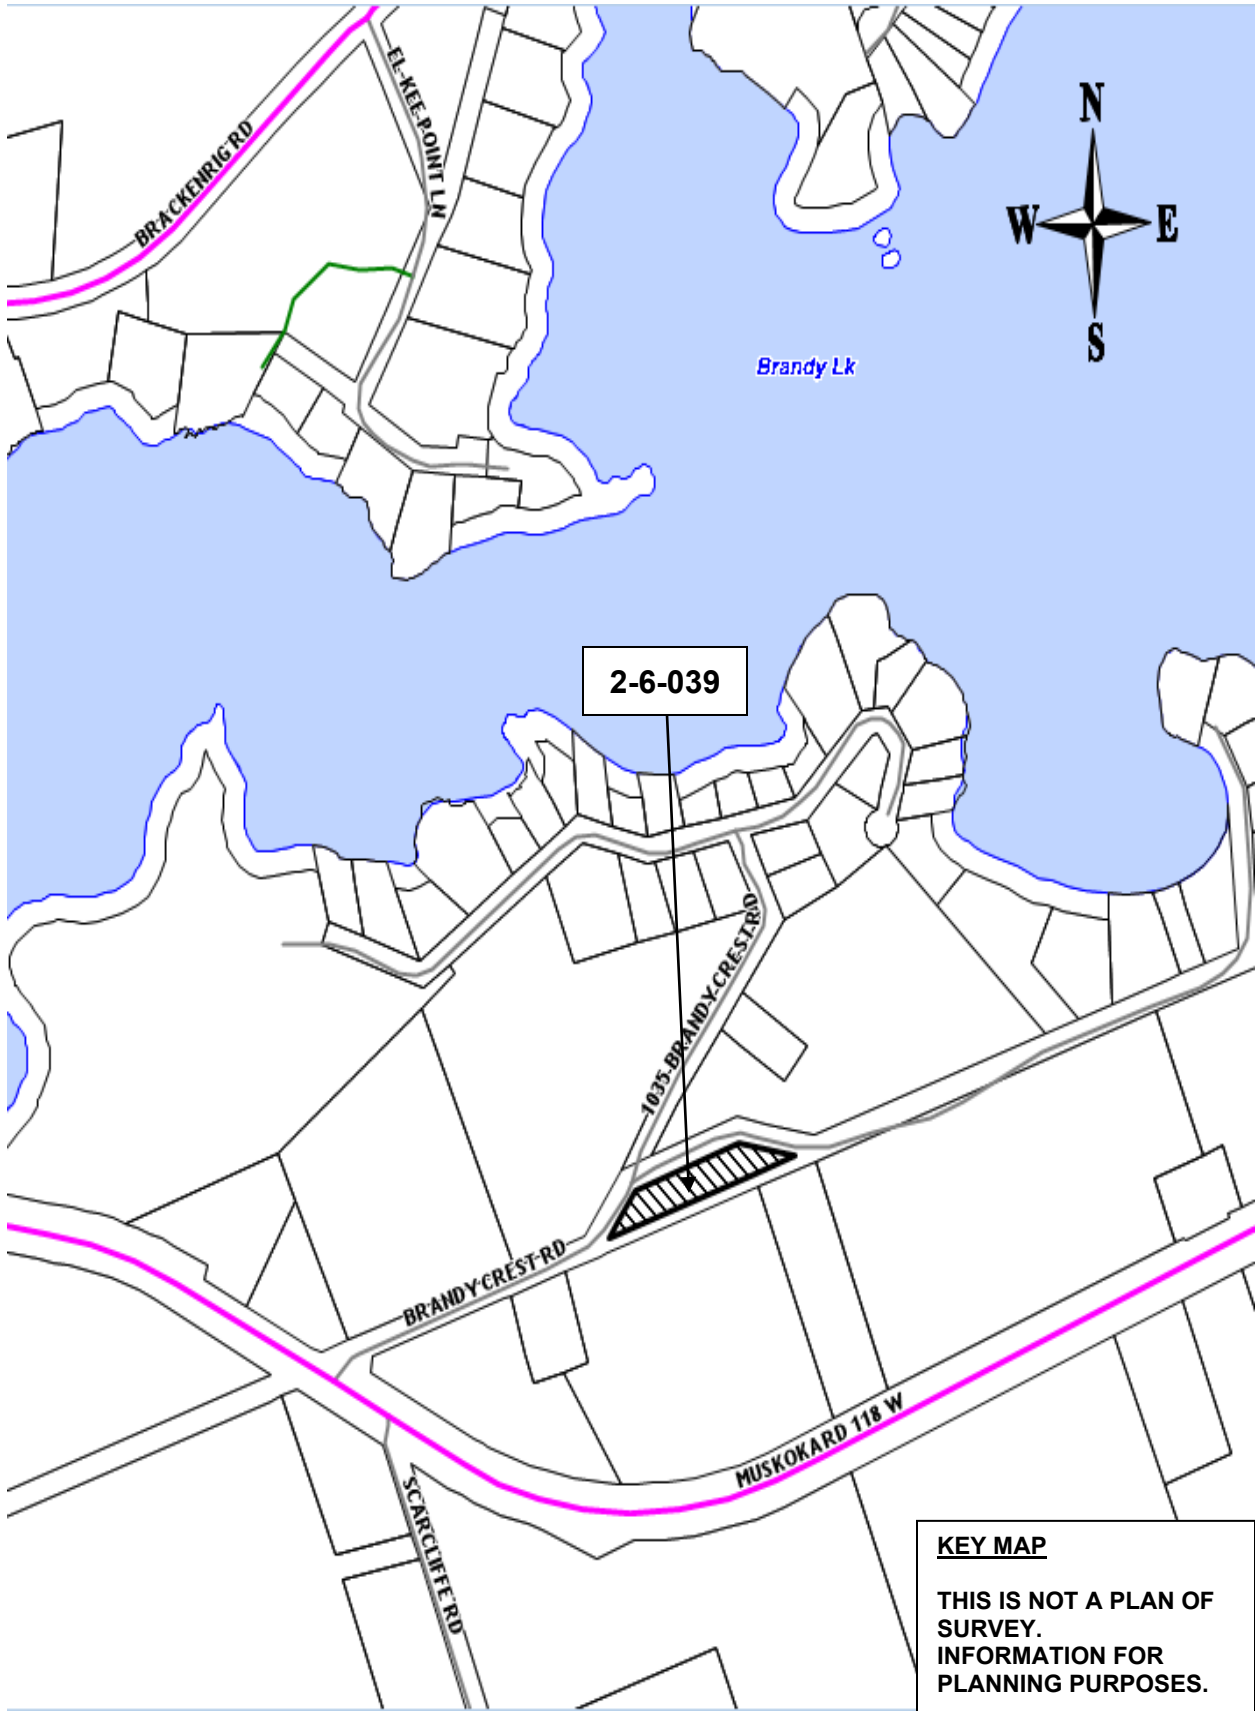 EL-KEE-POINT LN
BRACKENRIG RD
N
W
E
S
Brandy Lk
2-6-039
1035-BRANDY-CREST-RD
BRANDY CREST RD
MUSKOKA RD 118 W
SCARCLIFFE RD
KEY MAP
THIS IS NOT A PLAN OF
SURVEY.
INFORMATION FOR
PLANNING PURPOSES.